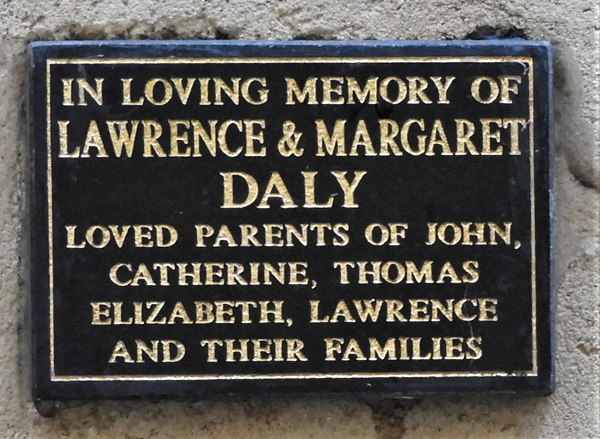 IN LOVING MEMORY OF
LAWRENCE & MARGARET
DALY
LOVED PARENTS OF JOHN,
CATHERINE, THOMAS
ELIZABETH, LAWRENCE
AND THEIR FAMILIES